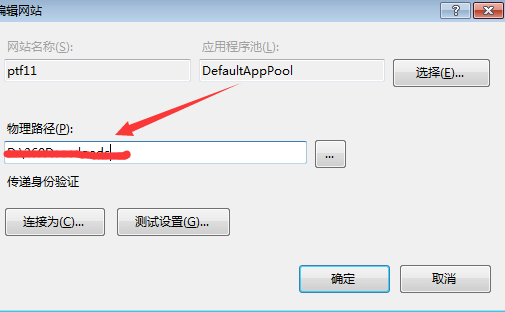 编辑网站
网站名称(S):
应用程序池(L):
ptf11
DefaultAppPool
选择(E)...
物理路径(P):
...
传递身份验证
连接为(C)...
测试设置(G)...
确定
取消